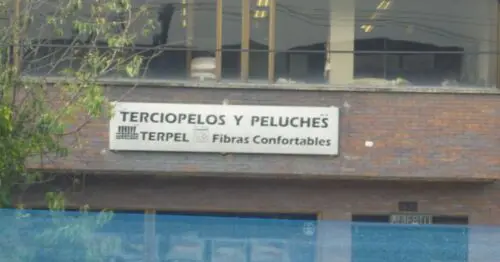 TERCIOPELOS Y PELUCHES
TERPEL Fibras Confortables